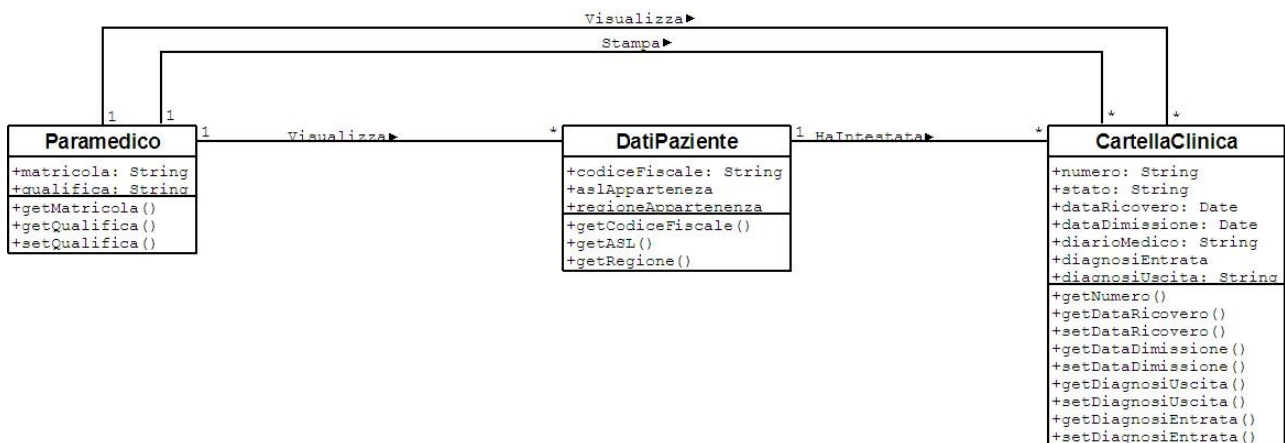 Visualizza►
Stampa►
1 1 * *
1 Visualizza► * 1 HaIntestata► *
Paramedico
+matricola: String
+qualifica: String
+getMatricola()
+getQualifica()
+setQualifica()
DatiPaziente
+codiceFiscale: String
+aslApparteneza
+regioneAppartenenza
+getCodiceFiscale()
+getASL()
+getRegione()
CartellaClinica
+numero: String
+stato: String
+dataRicovero: Date
+dataDimissione: Date
+diarioMedico: String
+diagnosiEntrata
+diagnosiUscita: String
+getNumero()
+getDataRicovero()
+setDataRicovero()
+getDataDimissione()
+setDataDimissione()
+getDiagnosiUscita()
+setDiagnosiUscita()
+getDiagnosiEntrata()
+setDiagnosiEntrata()